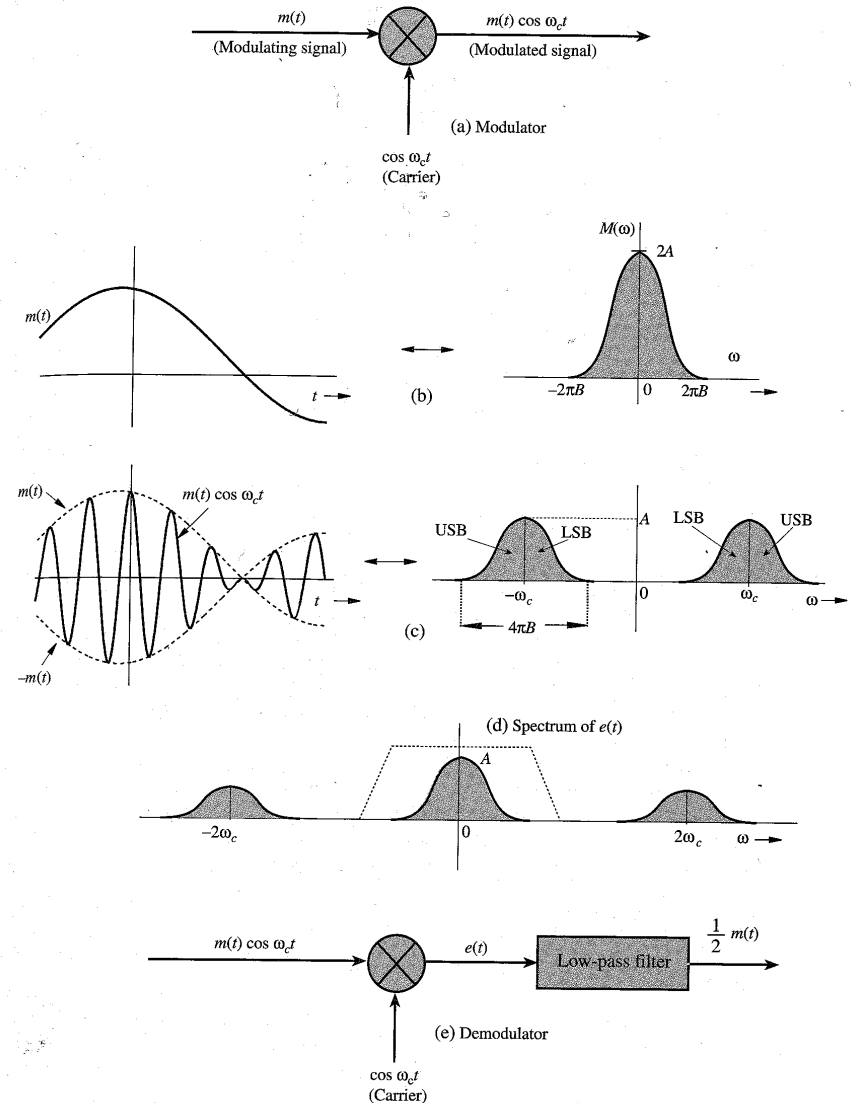 m(t)
(Modulating signal)
m(t) cos ω_c t
(Modulated signal)
(a) Modulator
cos ω_c t
(Carrier)
M(ω)
2A
m(t)
ω
t
(b)
−2πB
0
2πB
m(t)
m(t) cos ω_c t
USB
LSB
A
LSB
USB
t
−ω_c
0
ω_c
ω
(c)
4πB
−m(t)
(d) Spectrum of e(t)
A
−2ω_c
0
2ω_c
ω
m(t) cos ω_c t
e(t)
Low-pass filter
1/2 m(t)
(e) Demodulator
cos ω_c t
(Carrier)